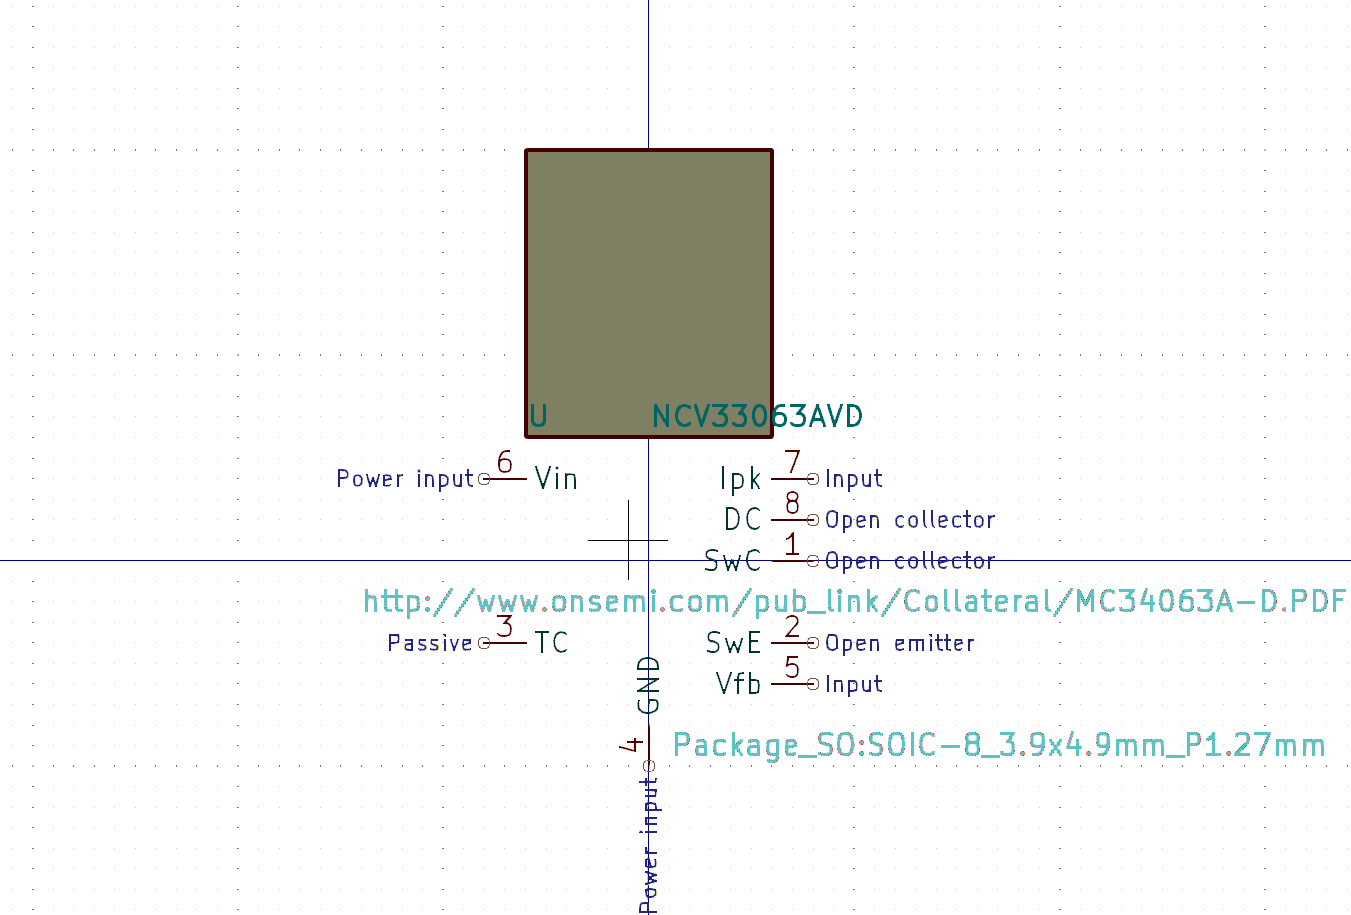 U NCV33063AVD
Power input 6 Vin Ipk 7 Input
DC 8 Open collector
SwC 1 Open collector
http://www.onsemi.com/pub_link/Collateral/MC34063A-D.PDF
Passive 3 TC SwE 2 Open emitter
Vfb 5 Input
GND
4
Package_SO:SOIC-8_3.9x4.9mm_P1.27mm
Power input